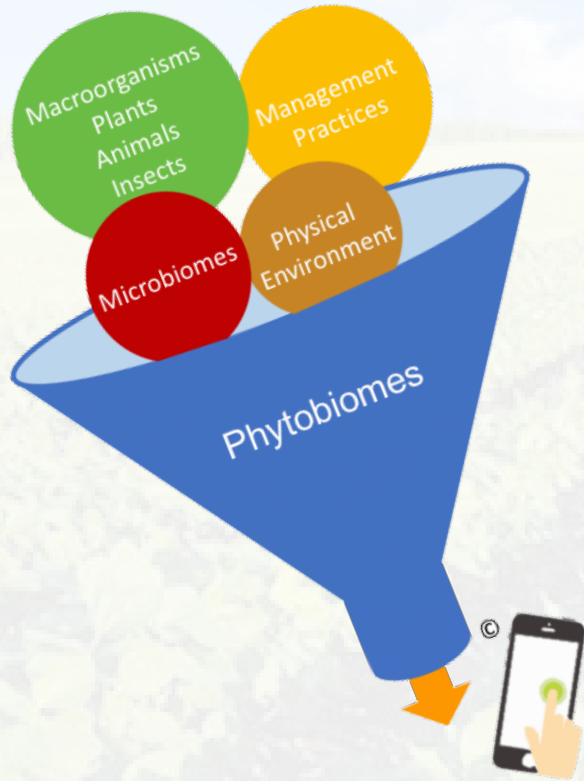 Macroorganisms
Plants
Animals
Insects
Management
Practices
Microbiomes
Physical
Environment
Phytobiomes
©